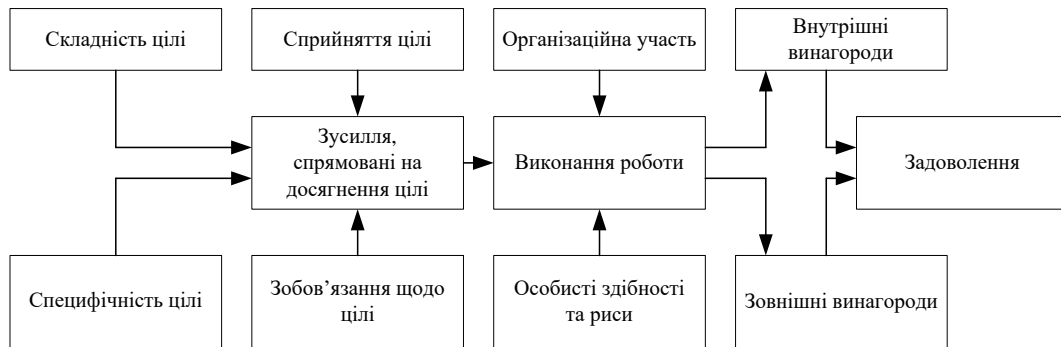 Складність цілі
Сприйняття цілі
Організаційна участь
Внутрішні
винагороди
Зусилля,
спрямовані на
досягнення цілі
Виконання роботи
Задоволення
Специфічність цілі
Зобов’язання щодо
цілі
Особисті здібності
та риси
Зовнішні винагороди